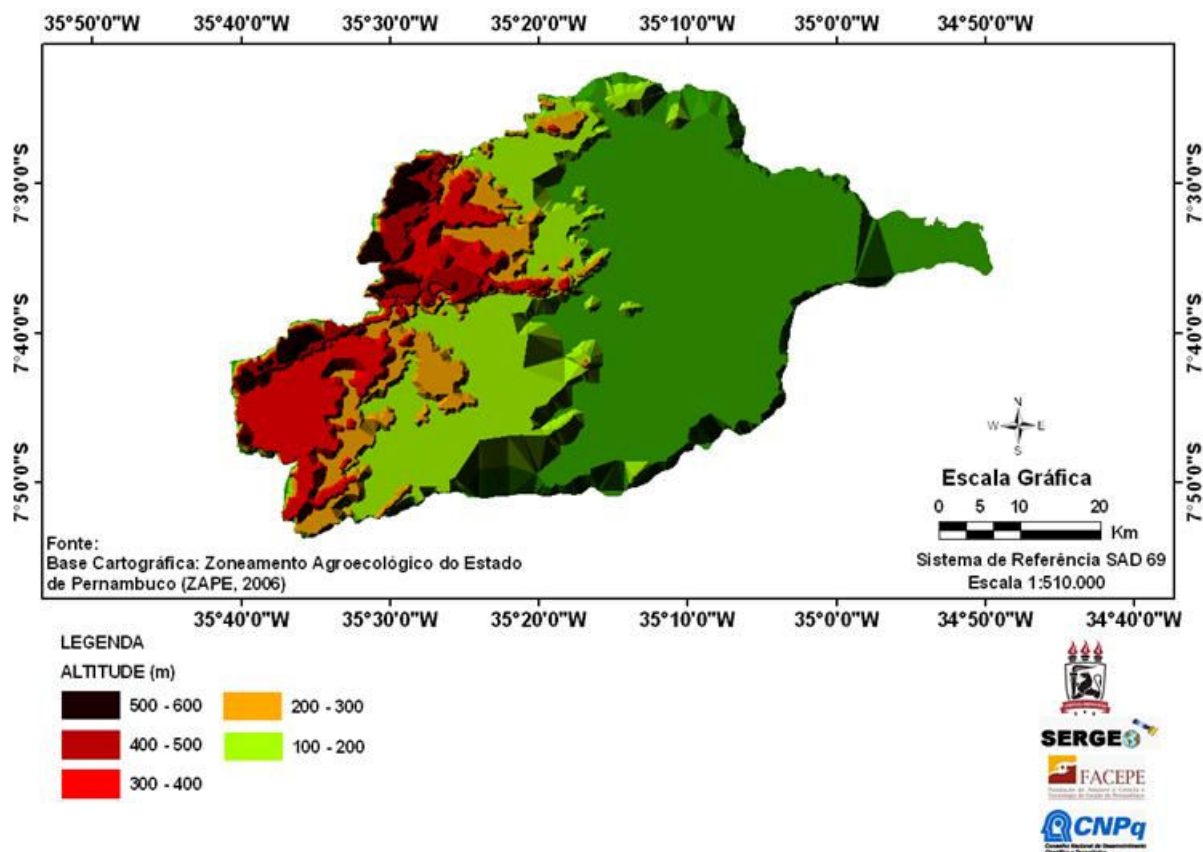 35°50'0"W 35°40'0"W 35°30'0"W 35°20'0"W 35°10'0"W 35°0'0"W 34°50'0"W
7°30'0"S 7°30'0"S
7°40'0"S 7°40'0"S
7°50'0"S 7°50'0"S
N
W E
S
Escala Gráfica
0 5 10 20
Km
Sistema de Referência SAD 69
Escala 1:510.000
Fonte:
Base Cartográfica: Zoneamento Agroecológico do Estado
de Pernambuco (ZAPE, 2006)
35°40'0"W 35°30'0"W 35°20'0"W 35°10'0"W 35°0'0"W 34°50'0"W 34°40'0"W
LEGENDA
ALTITUDE (m)
500 - 600 200 - 300
400 - 500 100 - 200
300 - 400
SERGEO
FACEPE
CNPq